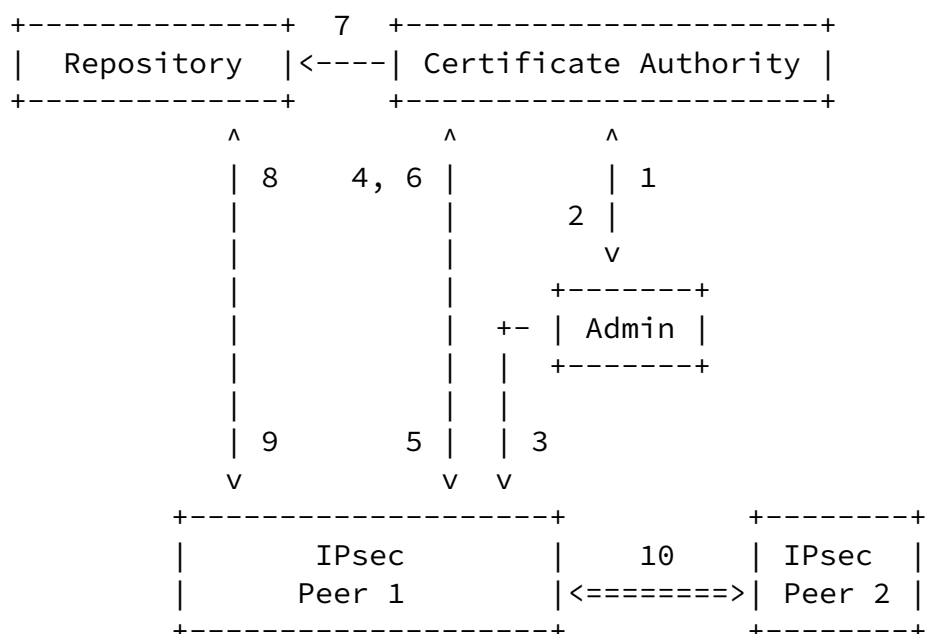 7
Repository Certificate Authority
8 4, 6 1
2
Admin
9 5 3
IPsec 10 IPsec
Peer 1 Peer 2